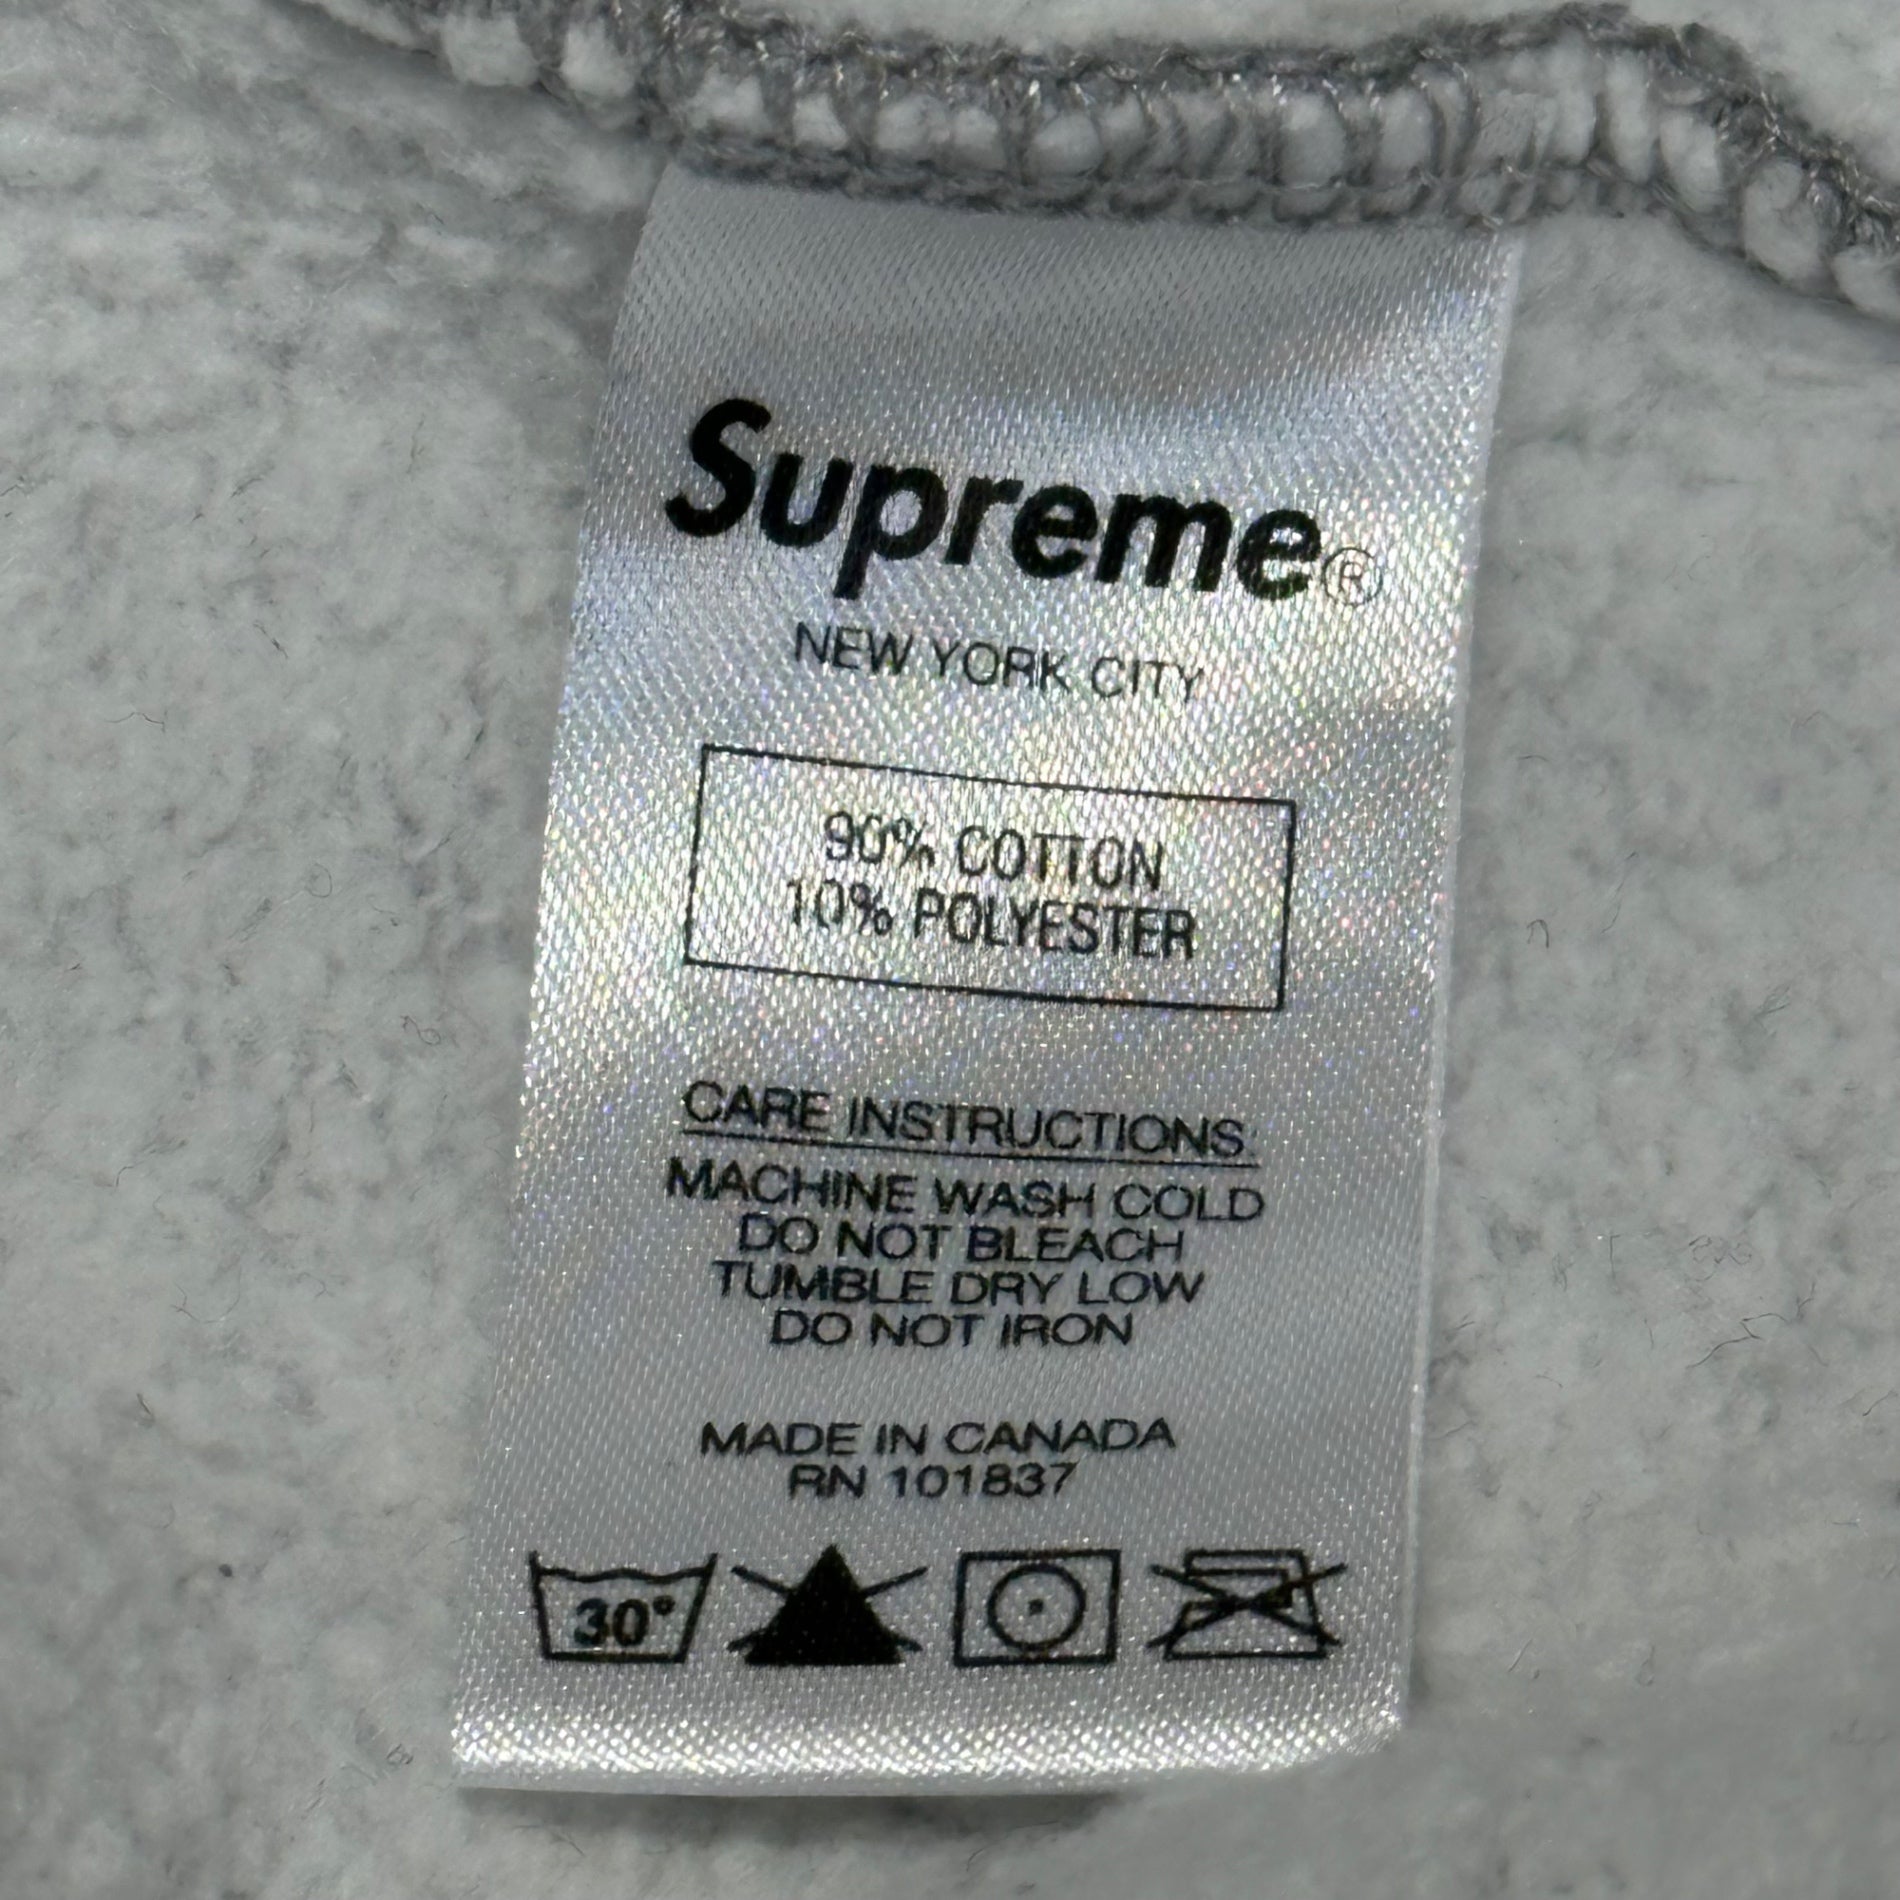 Supreme®
NEW YORK CITY
90% COTTON
10% POLYESTER
CARE INSTRUCTIONS:
MACHINE WASH COLD
DO NOT BLEACH
TUMBLE DRY LOW
DO NOT IRON
MADE IN CANADA
RN 101837
30°